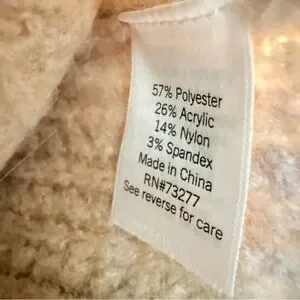 57% Polyester
26% Acrylic
14% Nylon
3% Spandex
Made in China
RN#73277
See reverse for care